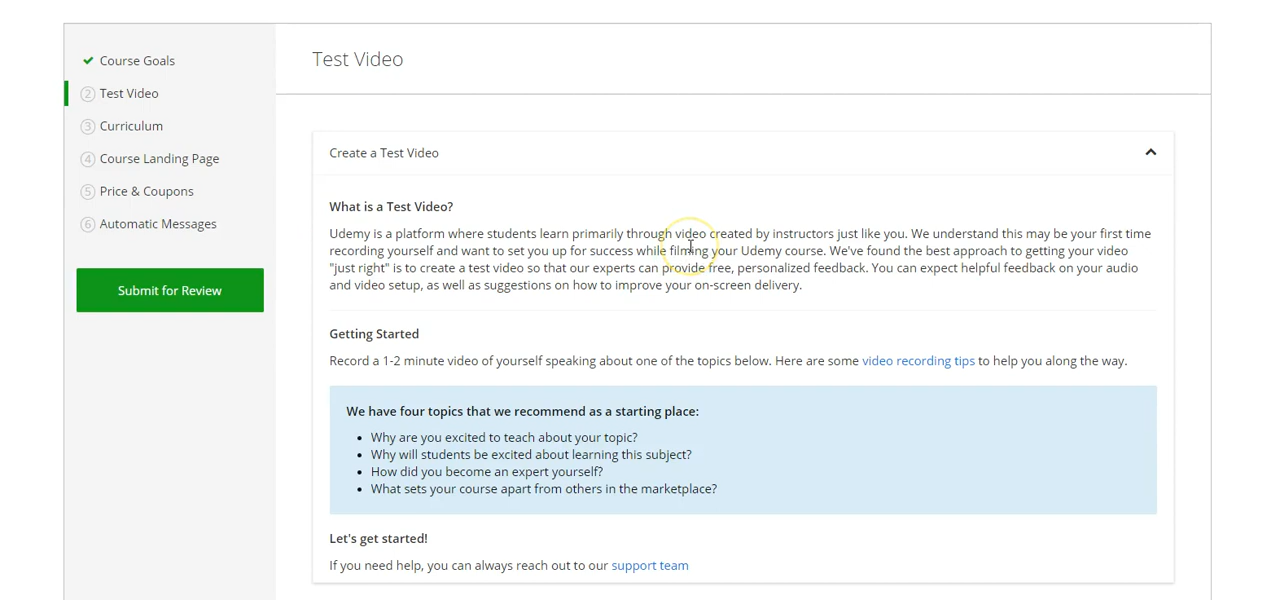 Test Video
Course Goals
2 Test Video
3 Curriculum
4 Course Landing Page
5 Price & Coupons
6 Automatic Messages
Submit for Review
Create a Test Video
What is a Test Video?
Udemy is a platform where students learn primarily through video created by instructors just like you. We understand this may be your first time
recording yourself and want to set you up for success while filming your Udemy course. We've found the best approach to getting your video
"just right" is to create a test video so that our experts can provide free, personalized feedback. You can expect helpful feedback on your audio
and video setup, as well as suggestions on how to improve your on-screen delivery.
Getting Started
Record a 1-2 minute video of yourself speaking about one of the topics below. Here are some video recording tips to help you along the way.
We have four topics that we recommend as a starting place:
• Why are you excited to teach about your topic?
• Why will students be excited about learning this subject?
• How did you become an expert yourself?
• What sets your course apart from others in the marketplace?
Let's get started!
If you need help, you can always reach out to our support team